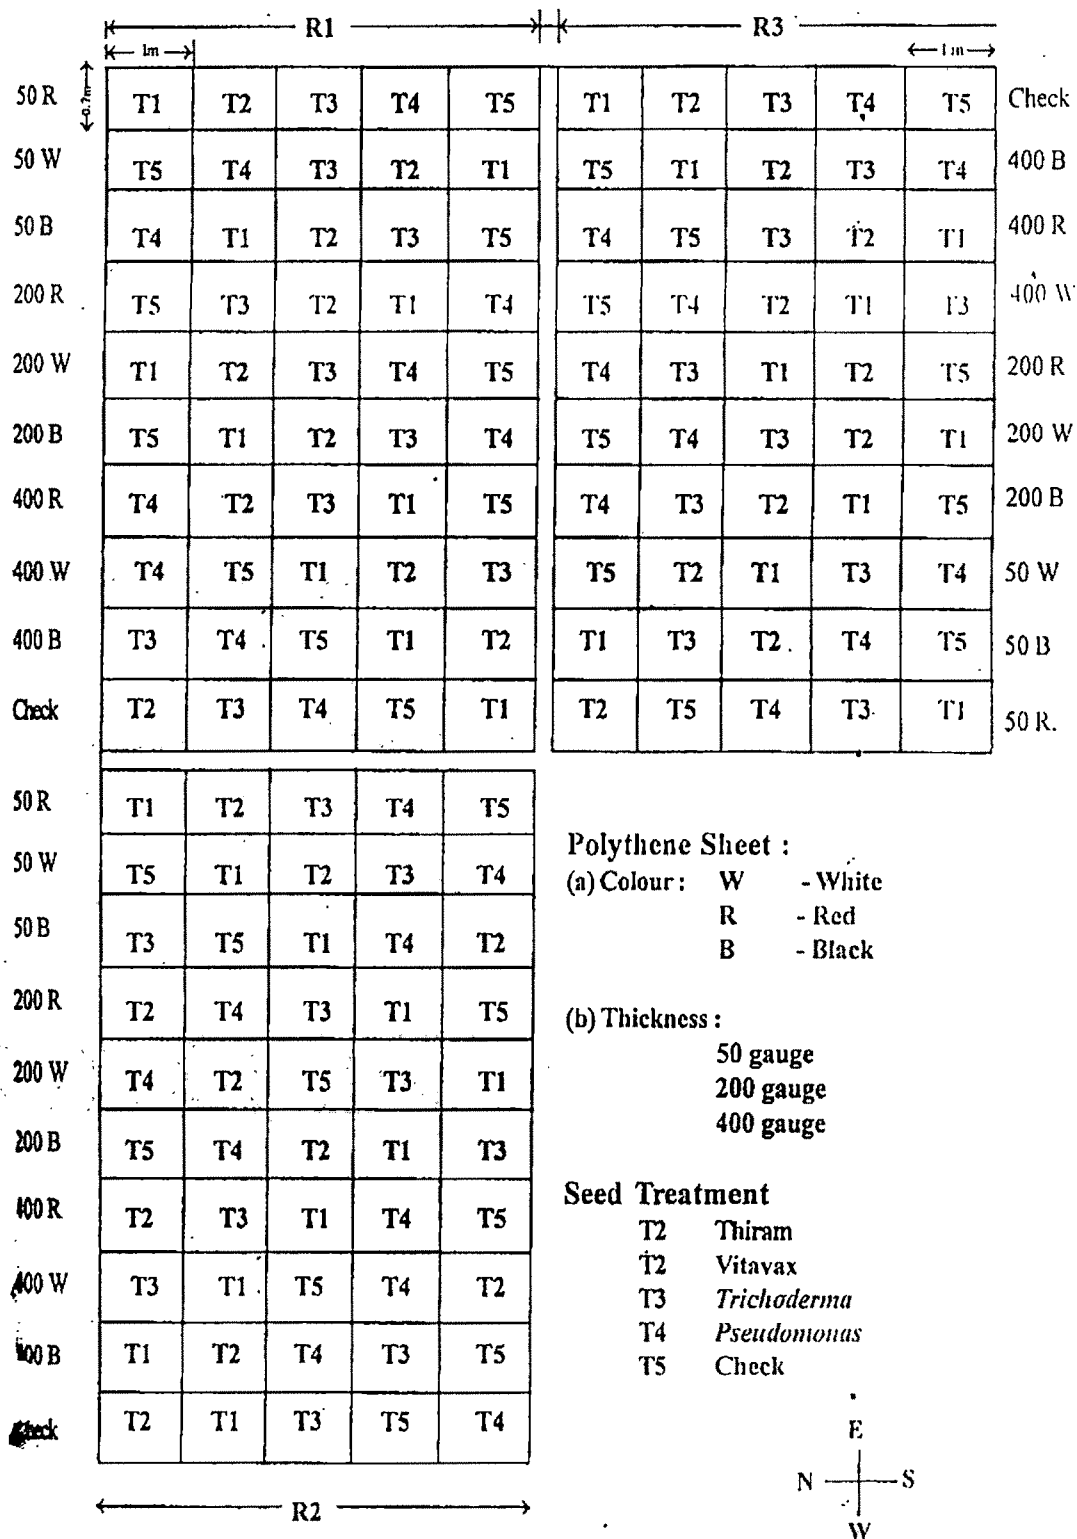 R1 R3
1m 1 m
50 R T1 T2 T3 T4 T5 T1 T2 T3 T4 T5 Check
50 W T5 T4 T3 T2 T1 T5 T1 T2 T3 T4 400 B
50 B T4 T1 T2 T3 T5 T4 T5 T3 T2 T1 400 R
200 R T5 T3 T2 T1 T4 T5 T4 T2 T1 T3 400 W
200 W T1 T2 T3 T4 T5 T4 T3 T1 T2 T5 200 R
200 B T5 T1 T2 T3 T4 T5 T4 T3 T2 T1 200 W
400 R T4 T2 T3 T1 T5 T4 T3 T2 T1 T5 200 B
400 W T4 T5 T1 T2 T3 T5 T2 T1 T3 T4 50 W
400 B T3 T4 T5 T1 T2 T1 T3 T2 T4 T5 50 B
Check T2 T3 T4 T5 T1 T2 T5 T4 T3 T1 50 R.
50 R T1 T2 T3 T4 T5
50 W T5 T1 T2 T3 T4
50 B T3 T5 T1 T4 T2
200 R T2 T4 T3 T1 T5
200 W T4 T2 T5 T3 T1
200 B T5 T4 T2 T1 T3
400 R T2 T3 T1 T4 T5
400 W T3 T1 T5 T4 T2
400 B T1 T2 T4 T3 T5
Check T2 T1 T3 T5 T4
R2
Polythene Sheet :
(a) Colour : W - White
R - Red
B - Black
(b) Thickness :
50 gauge
200 gauge
400 gauge
Seed Treatment
T2 Thiram
T2 Vitavax
T3 Trichoderma
T4 Pseudomonas
T5 Check
E
N S
W